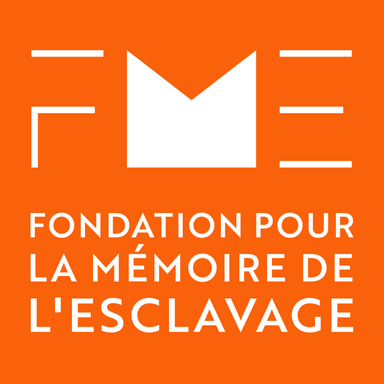 FME
FONDATION POUR
LA MÉMOIRE DE
L'ESCLAVAGE